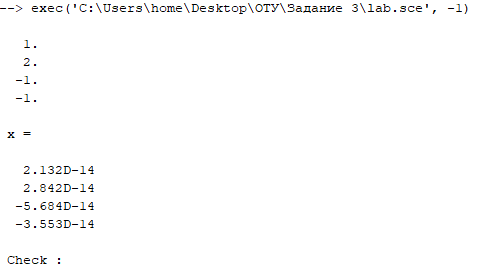 --> exec('C:\Users\home\Desktop\ОТУ\Задание 3\lab.sce', -1)
1.
2.
-1.
-1.
x =
2.132D-14
2.842D-14
-5.684D-14
-3.553D-14
Check :